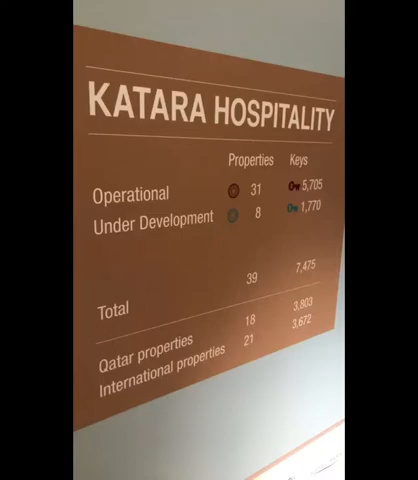 KATARA HOSPITALITY
Properties Keys
Operational 31 5,705
Under Development 8 1,770
Total 39 7,475
Qatar properties 18 3,803
International properties 21 3,672